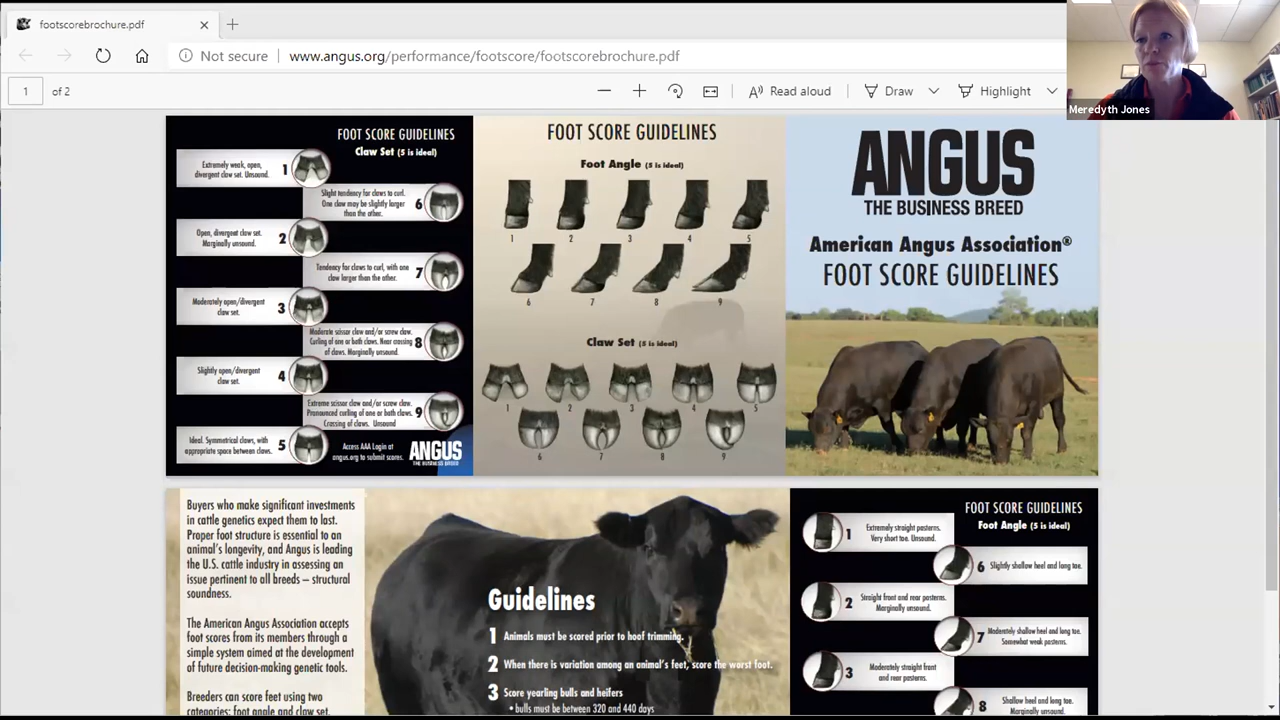 footscorebrochure.pdf
Not secure
www.angus.org/performance/footscore/footscorebrochure.pdf
1
of 2
Read aloud
Draw
Highlight
Meredyth Jones
FOOT SCORE GUIDELINES
Claw Set (5 is ideal)
Extremely weak, open,
divergent claw set. Unsound.
1
Slight tendency for claws to curl.
One claw may be slightly larger
than the other.
6
Open, divergent claw set.
Marginally unsound.
2
Tendency for claws to curl, with one
claw larger than the other.
7
Moderately open/divergent
claw set.
3
Moderate scissor claw and/or screw claw.
Curling of one or both claws. Near crossing
of claws. Marginally unsound.
8
Slightly open/divergent
claw set.
4
Extreme scissor claw and/or screw claw.
Pronounced curling of one or both claws.
Crossing of claws. Unsound
9
Ideal. Symmetrical claws, with
appropriate space between claws.
5
Access AAA Login at
angus.org to submit scores.
ANGUS
THE BUSINESS BREED
FOOT SCORE GUIDELINES
Foot Angle (5 is ideal)
1 2 3 4 5
6 7 8 9
Claw Set (5 is ideal)
1 2 3 4 5
6 7 8 9
ANGUS
THE BUSINESS BREED
American Angus Association®
FOOT SCORE GUIDELINES
Buyers who make significant investments
in cattle genetics expect them to last.
Proper foot structure is essential to an
animal's longevity, and Angus is leading
the U.S. cattle industry in assessing an
issue pertinent to all breeds – structural
soundness.
The American Angus Association accepts
foot scores from its members through a
simple system aimed at the development
of future decision-making genetic tools.
Breeders can score feet using two
categories: foot angle and claw set.
Guidelines
1 Animals must be scored prior to hoof trimming.
2 When there is variation among an animal's feet, score the worst foot.
3 Score yearling bulls and heifers
• bulls must be between 320 and 440 days
FOOT SCORE GUIDELINES
Foot Angle (5 is ideal)
1
Extremely straight pasterns.
Very short toe. Unsound.
6 Slightly shallow heel and long toe.
2
Straight front and rear pasterns.
Marginally unsound.
7
Moderately shallow heel and long toe.
Somewhat weak pasterns.
3
Moderately straight front
and rear pasterns.
8
Shallow heel and long toe.
Marginally unsound.